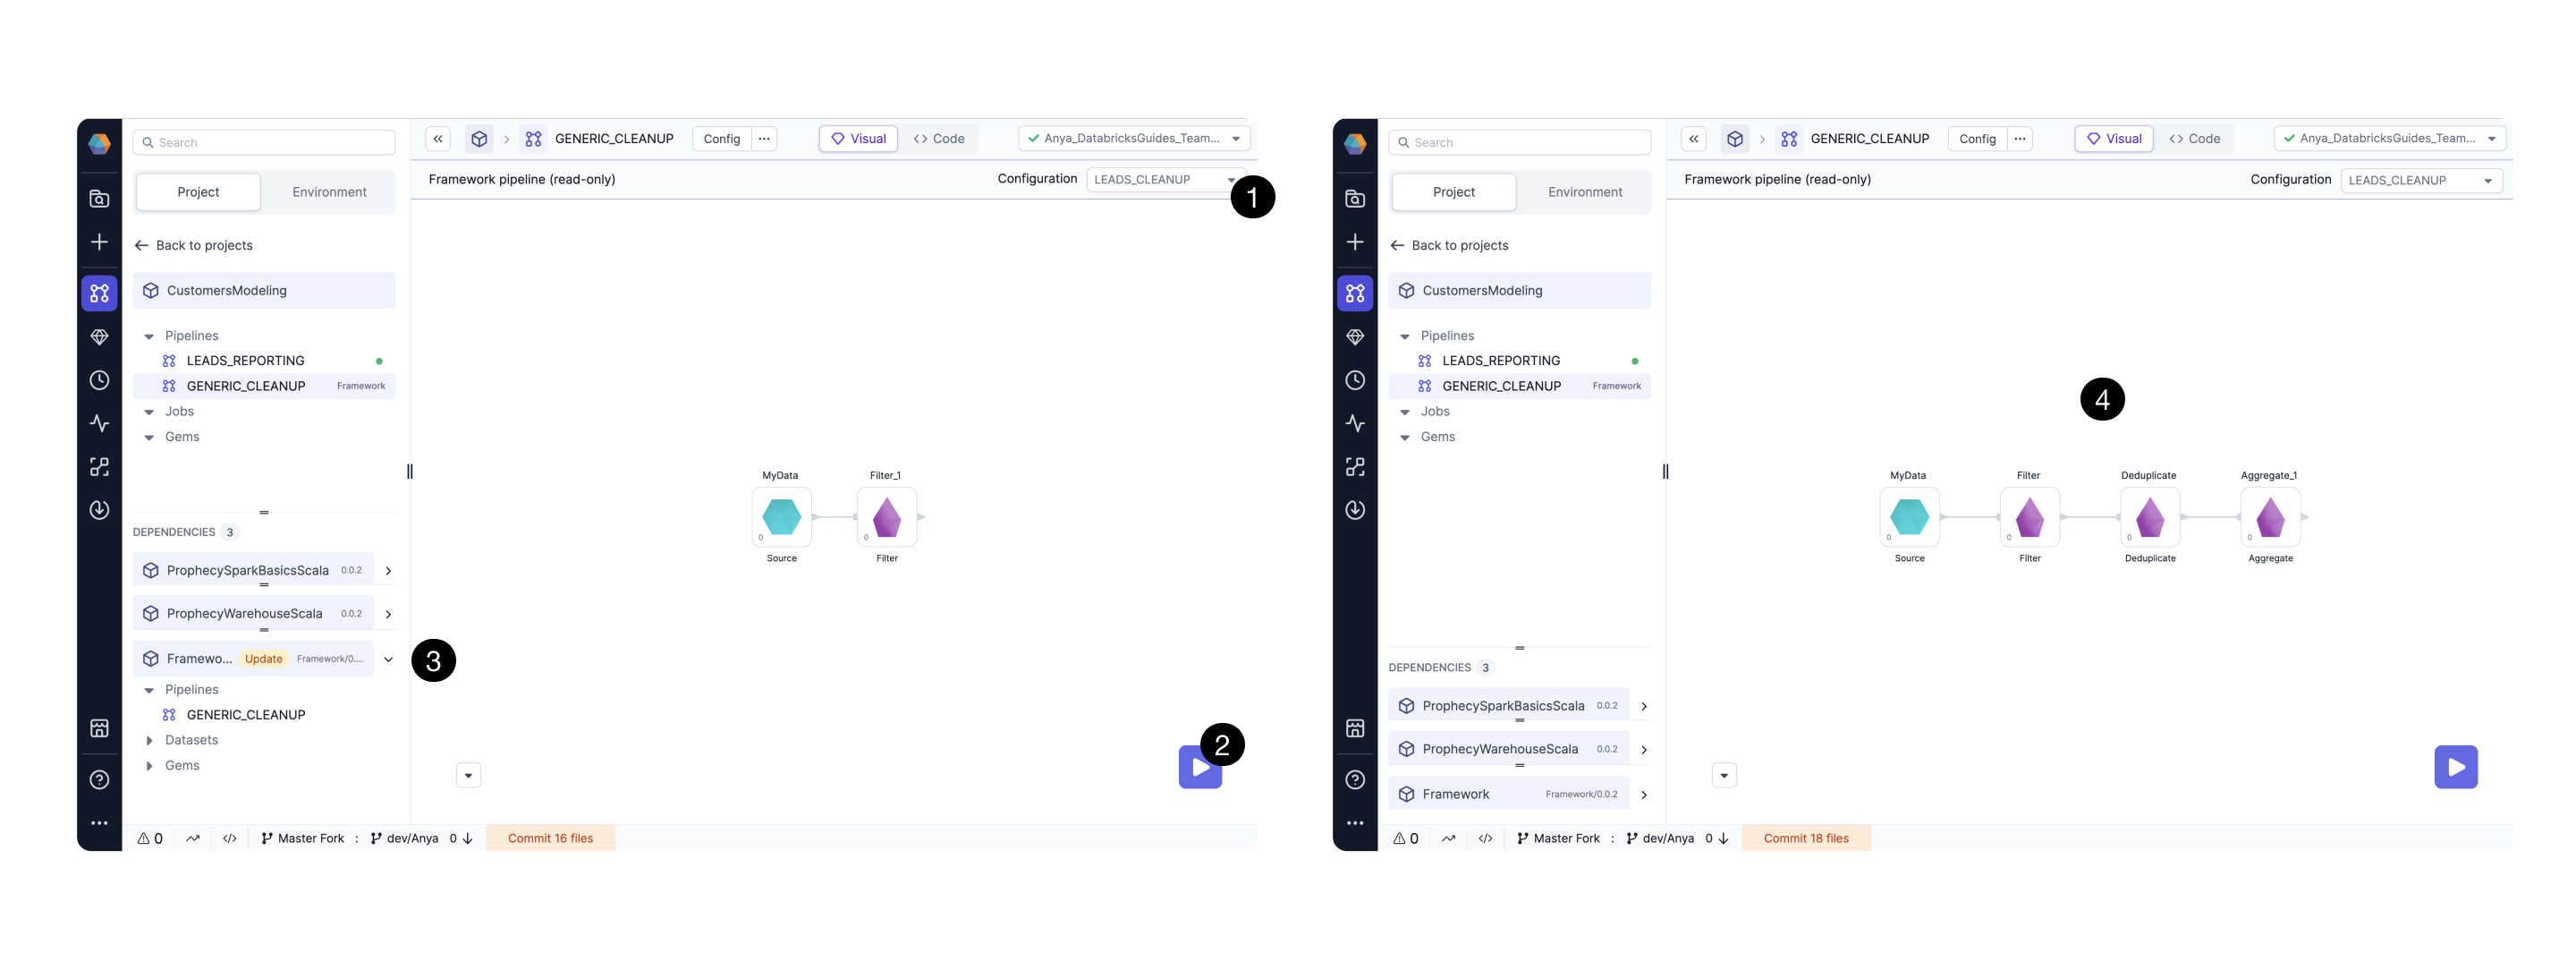 Search
Project
Environment
Back to projects
CustomersModeling
Pipelines
LEADS_REPORTING
GENERIC_CLEANUP Framework
Jobs
Gems
DEPENDENCIES 3
ProphecySparkBasicsScala 0.0.2
ProphecyWarehouseScala 0.0.2
Framewo... Update Framework/0....
Pipelines
GENERIC_CLEANUP
Datasets
Gems
GENERIC_CLEANUP Config ... Visual <> Code Anya_DatabricksGuides_Team...
Framework pipeline (read-only) Configuration LEADS_CLEANUP
1
MyData Filter_1
0 0
Source Filter
3
2
0 </> Master Fork : dev/Anya 0 Commit 16 files
Search
Project
Environment
Back to projects
CustomersModeling
Pipelines
LEADS_REPORTING
GENERIC_CLEANUP Framework
Jobs
Gems
DEPENDENCIES 3
ProphecySparkBasicsScala 0.0.2
ProphecyWarehouseScala 0.0.2
Framework Framework/0.0.2
GENERIC_CLEANUP Config ... Visual <> Code Anya_DatabricksGuides_Team...
Framework pipeline (read-only) Configuration LEADS_CLEANUP
4
MyData Filter Deduplicate Aggregate_1
0 0 0 0
Source Filter Deduplicate Aggregate
0 </> Master Fork : dev/Anya 0 Commit 18 files